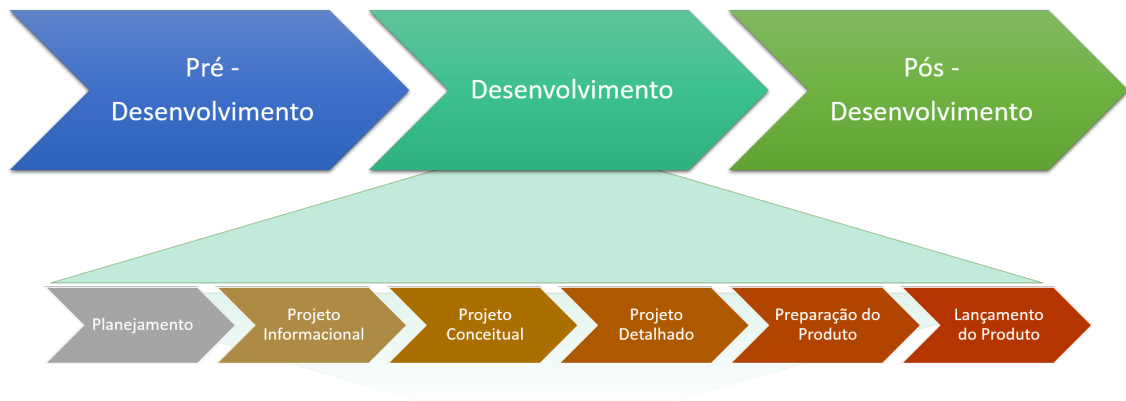 Pré -
Desenvolvimento
Desenvolvimento
Pós -
Desenvolvimento
Planejamento
Projeto
Informacional
Projeto
Conceitual
Projeto
Detalhado
Preparação do
Produto
Lançamento
do Produto